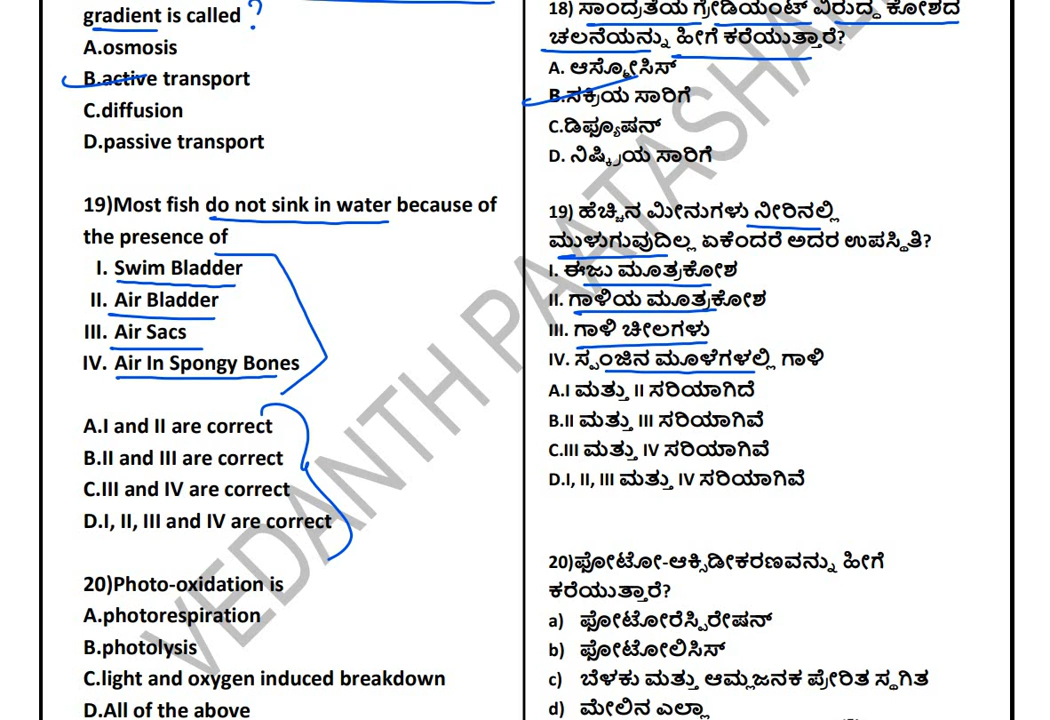 gradient is called ?
A.osmosis
B.active transport
C.diffusion
D.passive transport
19)Most fish do not sink in water because of
the presence of
I. Swim Bladder
II. Air Bladder
III. Air Sacs
IV. Air In Spongy Bones
A.I and II are correct
B.II and III are correct
C.III and IV are correct
D.I, II, III and IV are correct
20)Photo-oxidation is
A.photorespiration
B.photolysis
C.light and oxygen induced breakdown
D.All of the above
18) ಸಾಂದ್ರತೆಯ ಗ್ರೇಡಿಯಂಟ್ ವಿರುದ್ಧ ಕೋಶದ
ಚಲನೆಯನ್ನು ಹೀಗೆ ಕರೆಯುತ್ತಾರೆ?
A. ಆಸ್ಮೋಸಿಸ್
B.ಸಕ್ರಿಯ ಸಾರಿಗೆ
C.ಡಿಫ್ಯೂಷನ್
D. ನಿಷ್ಕ್ರಿಯ ಸಾರಿಗೆ
19) ಹೆಚ್ಚಿನ ಮೀನುಗಳು ನೀರಿನಲ್ಲಿ
ಮುಳುಗುವುದಿಲ್ಲ ಏಕೆಂದರೆ ಅದರ ಉಪಸ್ಥಿತಿ?
I. ಈಜು ಮೂತ್ರಕೋಶ
II. ಗಾಳಿಯ ಮೂತ್ರಕೋಶ
III. ಗಾಳಿ ಚೀಲಗಳು
IV. ಸ್ಪಂಜಿನ ಮೂಳೆಗಳಲ್ಲಿ ಗಾಳಿ
A.I ಮತ್ತು II ಸರಿಯಾಗಿದೆ
B.II ಮತ್ತು III ಸರಿಯಾಗಿವೆ
C.III ಮತ್ತು IV ಸರಿಯಾಗಿವೆ
D.I, II, III ಮತ್ತು IV ಸರಿಯಾಗಿವೆ
20)ಫೋಟೋ-ಆಕ್ಸಿಡೀಕರಣವನ್ನು ಹೀಗೆ
ಕರೆಯುತ್ತಾರೆ?
a) ಫೋಟೋರೆಸ್ಪಿರೇಷನ್
b) ಫೋಟೋಲಿಸಿಸ್
c) ಬೆಳಕು ಮತ್ತು ಆಮ್ಲಜನಕ ಪ್ರೇರಿತ ಸ್ಥಗಿತ
d) ಮೇಲಿನ ಎಲ್ಲಾ